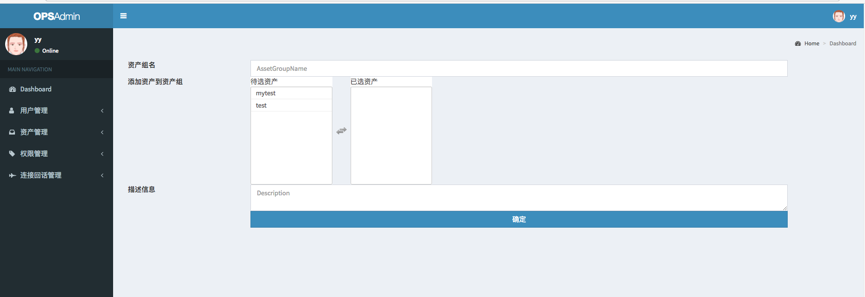 OPSAdmin
yy
yy
Online
Home > Dashboard
MAIN NAVIGATION
Dashboard
用户管理
资产管理
权限管理
连接回话管理
资产组名
AssetGroupName
添加资产到资产组
待选资产
已选资产
mytest
test
描述信息
Description
确定